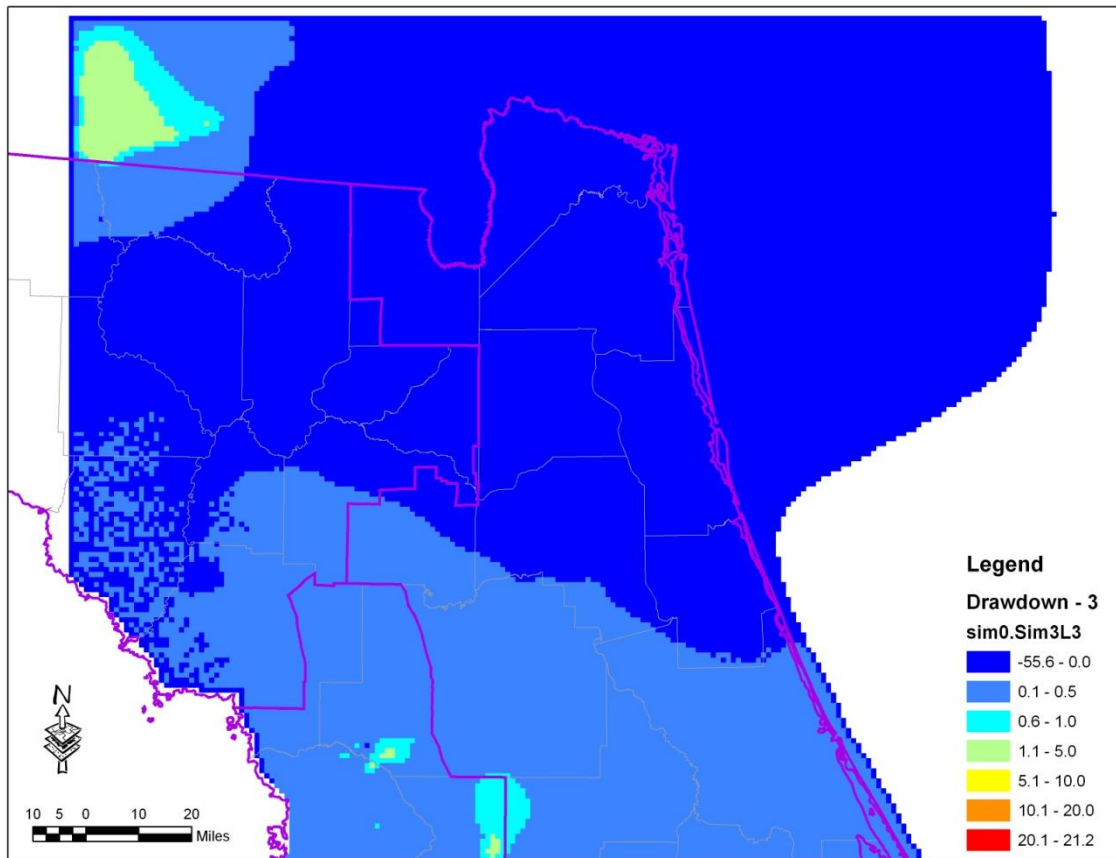 Legend
Drawdown - 3
sim0.Sim3L3
-55.6 - 0.0
0.1 - 0.5
0.6 - 1.0
1.1 - 5.0
5.1 - 10.0
10.1 - 20.0
20.1 - 21.2
N
10 5 0 10 20
Miles